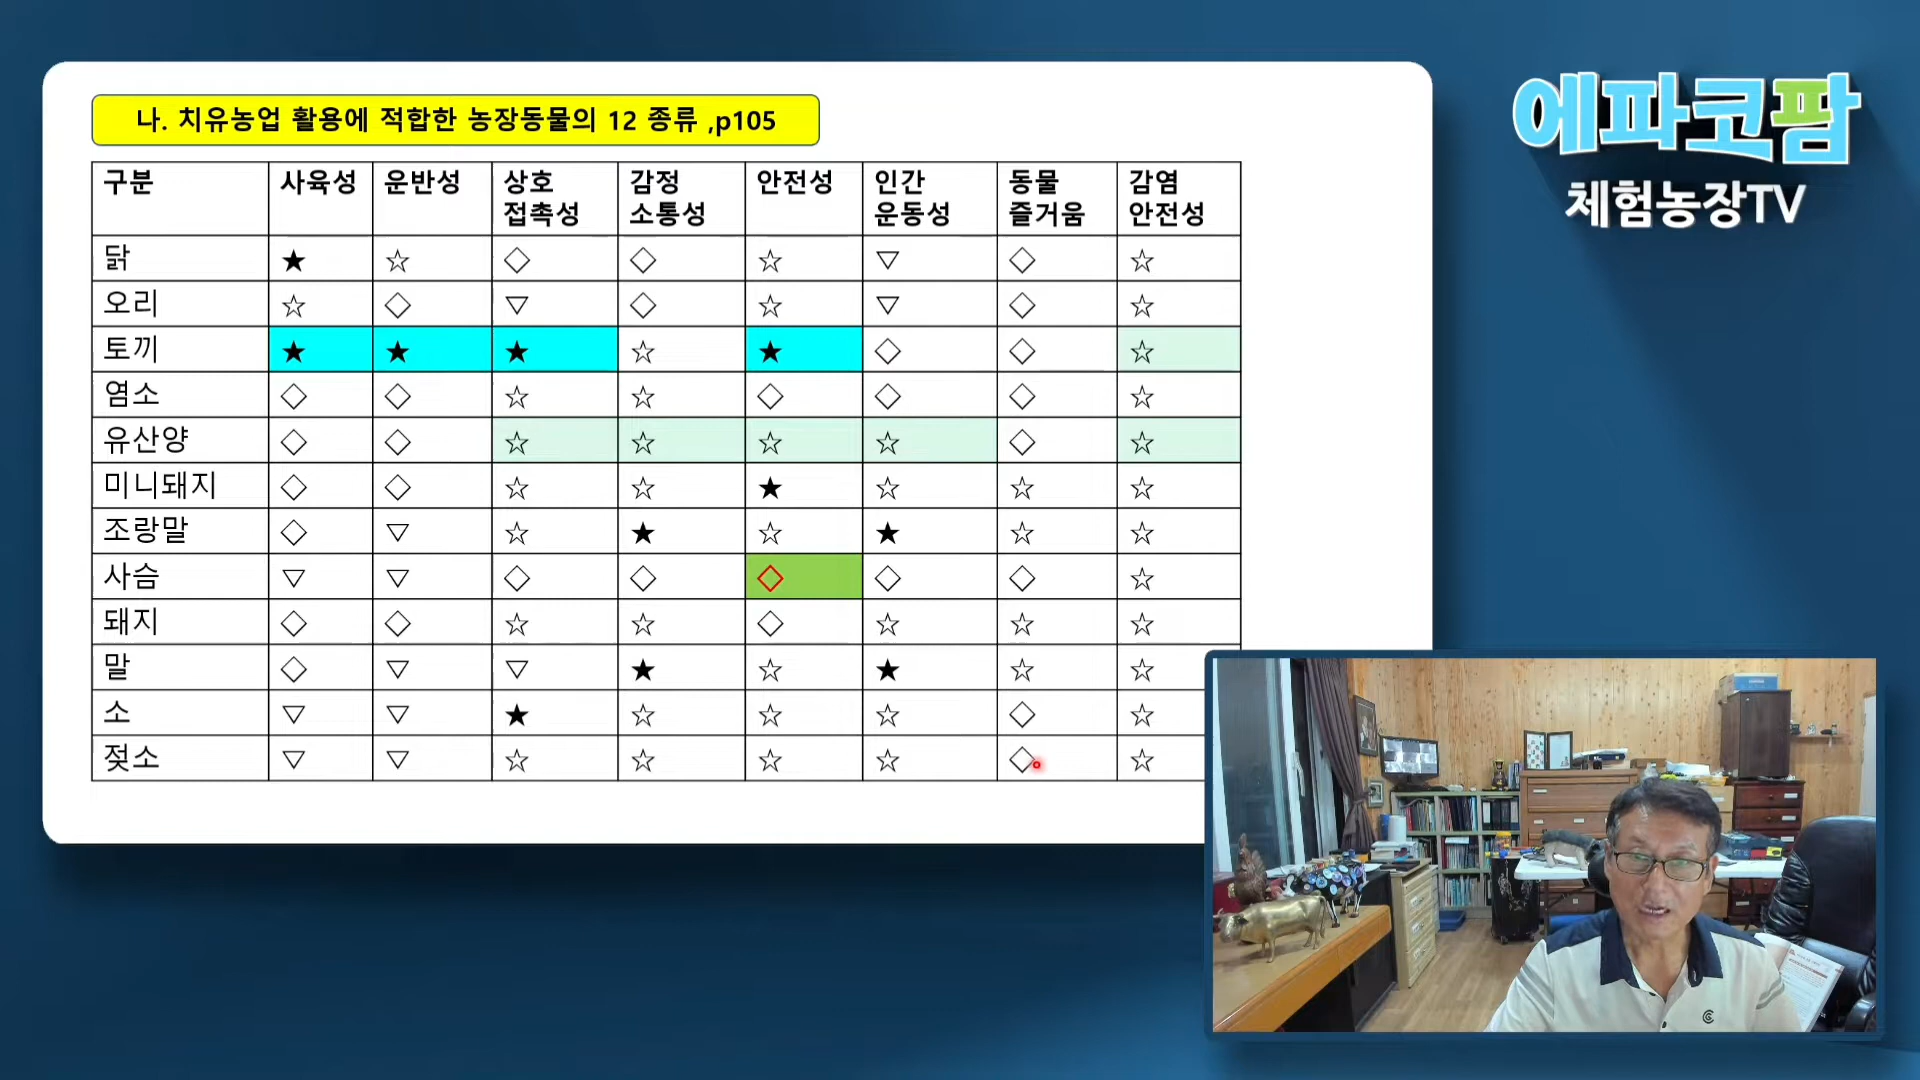 나. 치유농업 활용에 적합한 농장동물의 12 종류 ,p105
구분 사육성 운반성 상호 접촉성 감정 소통성 안전성 인간 운동성 동물 즐거움 감염 안전성
닭 ★ ☆ ◇ ◇ ☆ ▽ ◇ ☆
오리 ☆ ◇ ▽ ◇ ☆ ▽ ◇ ☆
토끼 ★ ★ ★ ☆ ★ ◇ ◇ ☆
염소 ◇ ◇ ☆ ☆ ◇ ◇ ◇ ☆
유산양 ◇ ◇ ☆ ☆ ☆ ☆ ◇ ☆
미니돼지 ◇ ◇ ☆ ☆ ★ ☆ ☆ ☆
조랑말 ◇ ▽ ☆ ★ ☆ ★ ☆ ☆
사슴 ▽ ▽ ◇ ◇ ◇ ◇ ◇ ☆
돼지 ◇ ◇ ☆ ☆ ◇ ☆ ☆ ☆
말 ◇ ▽ ▽ ★ ☆ ★ ☆ ☆
소 ▽ ▽ ★ ☆ ☆ ☆ ◇ ☆
젖소 ▽ ▽ ☆ ☆ ☆ ☆ ◇ ☆
에파코팜
체험농장TV